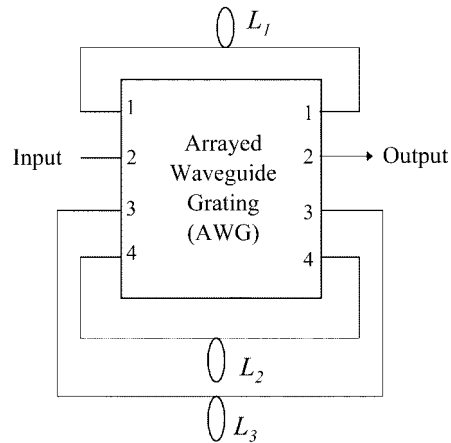 L1
1 1
Input 2 Arrayed 2 Output
Waveguide
3 Grating 3
(AWG)
4 4
L2
L3